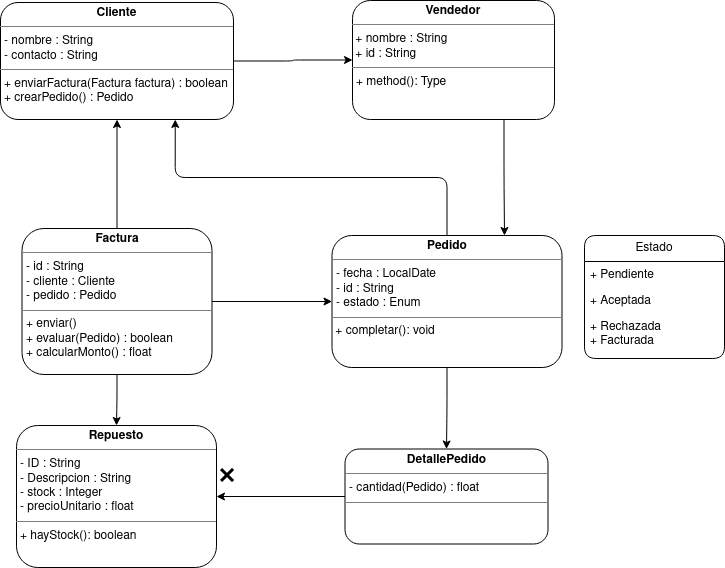 Cliente
- nombre : String
- contacto : String
+ enviarFactura(Factura factura) : boolean
+ crearPedido() : Pedido
Vendedor
+ nombre : String
+ id : String
+ method(): Type
Factura
- id : String
- cliente : Cliente
- pedido : Pedido
+ enviar()
+ evaluar(Pedido) : boolean
+ calcularMonto() : float
Pedido
- fecha : LocalDate
- id : String
- estado : Enum
+ completar(): void
Estado
+ Pendiente
+ Aceptada
+ Rechazada
+ Facturada
Repuesto
- ID : String
- Descripcion : String
- stock : Integer
- precioUnitario : float
+ hayStock(): boolean
DetallePedido
- cantidad(Pedido) : float